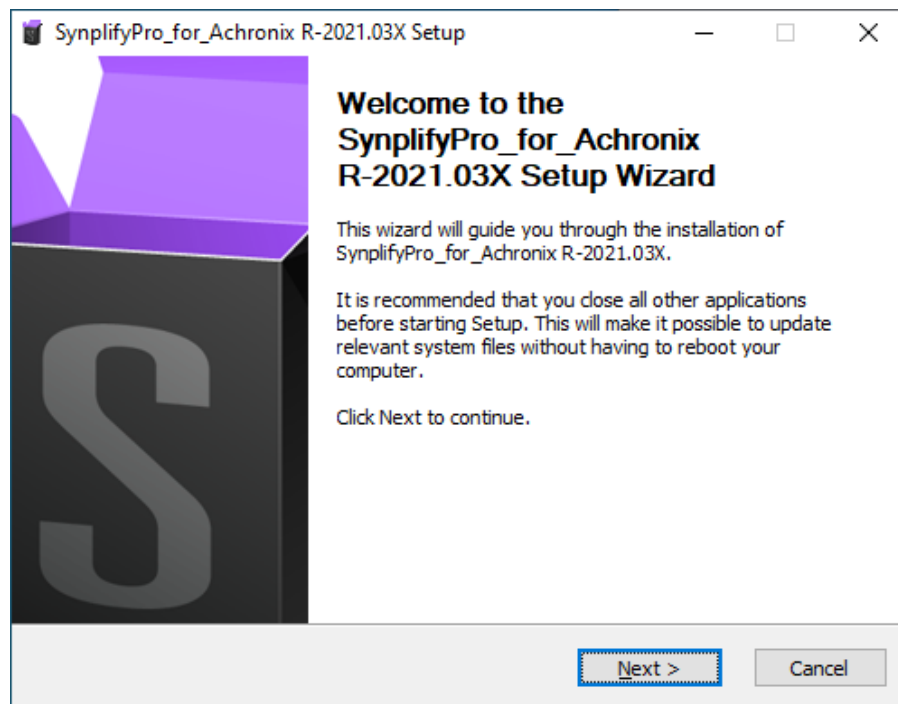 SynplifyPro_for_Achronix R-2021.03X Setup
Welcome to the
SynplifyPro_for_Achronix
R-2021.03X Setup Wizard
This wizard will guide you through the installation of
SynplifyPro_for_Achronix R-2021.03X.
It is recommended that you close all other applications
before starting Setup. This will make it possible to update
relevant system files without having to reboot your
computer.
Click Next to continue.
S
Next >
Cancel